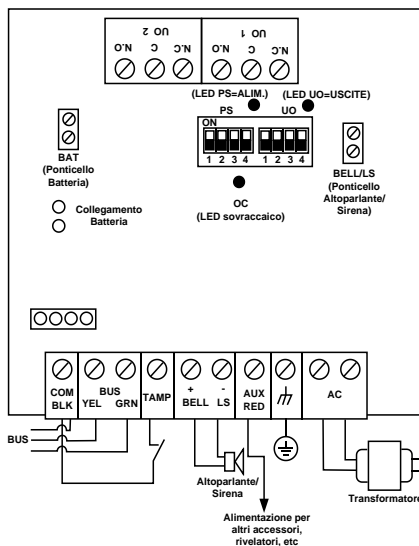 UO 2
UO 1
N.O
C
N.C
N.O
C
N.C
(LED PS=ALIM.)
(LED UO=USCITE)
PS
UO
ON
1 2 3 4
1 2 3 4
BAT
(Ponticello
Batteria)
BELL/LS
(Ponticello
Altoparlante/
Sirena)
OC
(LED sovraccaico)
Collegamento
Batteria
COM
BLK
BUS
YEL
GRN
TAMP
+
-
BELL
LS
AUX
RED
AC
BUS
Altoparlante/
Sirena
Transformatore
Alimentazione per
altri accessori,
rivelatori, etc